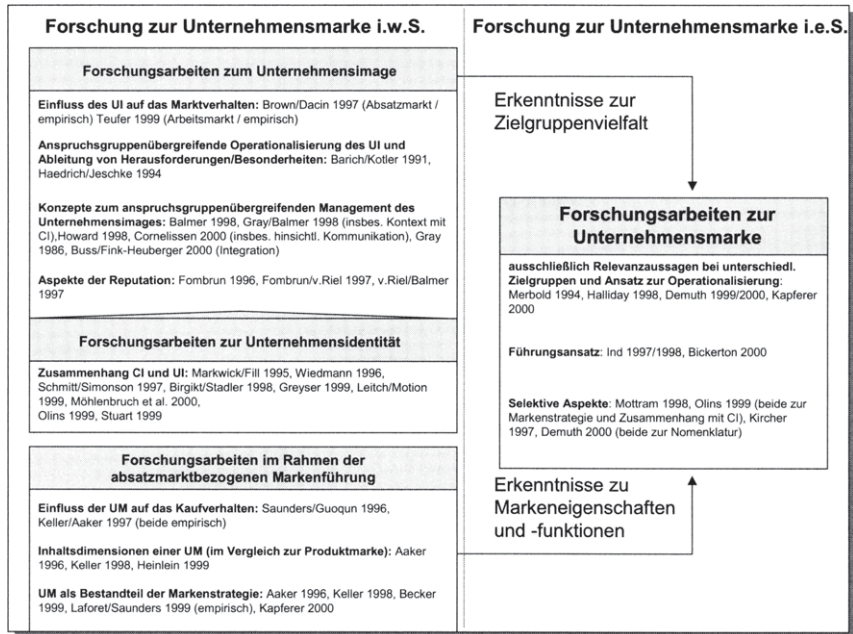 Forschung zur Unternehmensmarke i.w.S.
Forschungsarbeiten zum Unternehmensimage
Einfluss des UI auf das Marktverhalten: Brown/Dacin 1997 (Absatzmarkt /
empirisch) Teufer 1999 (Arbeitsmarkt / empirisch)
Anspruchsgruppenübergreifende Operationalisierung des UI und
Ableitung von Herausforderungen/Besonderheiten: Barich/Kotler 1991,
Haedrich/Jeschke 1994
Konzepte zum anspruchsgruppenübergreifenden Management des
Unternehmensimages: Balmer 1998, Gray/Balmer 1998 (insbes. Kontext mit
CI),Howard 1998, Cornelissen 2000 (insbes. hinsichtl. Kommunikation), Gray
1986, Buss/Fink-Heuberger 2000 (Integration)
Aspekte der Reputation: Fombrun 1996, Fombrun/v.Riel 1997, v.Riel/Balmer
1997
Forschungsarbeiten zur Unternehmensidentität
Zusammenhang CI und UI: Markwick/Fill 1995, Wiedmann 1996,
Schmitt/Simonson 1997, Birgikt/Stadler 1998, Greyser 1999, Leitch/Motion
1999, Möhlenbruch et al. 2000,
Olins 1999, Stuart 1999
Forschungsarbeiten im Rahmen der
absatzmarktbezogenen Markenführung
Einfluss der UM auf das Kaufverhalten: Saunders/Guoqun 1996,
Keller/Aaker 1997 (beide empirisch)
Inhaltsdimensionen einer UM (im Vergleich zur Produktmarke): Aaker
1996, Keller 1998, Heinlein 1999
UM als Bestandteil der Markenstrategie: Aaker 1996, Keller 1998, Becker
1999, Laforet/Saunders 1999 (empirisch), Kapferer 2000
Forschung zur Unternehmensmarke i.e.S.
Erkenntnisse zur
Zielgruppenvielfalt
Forschungsarbeiten zur
Unternehmensmarke
ausschließlich Relevanzaussagen bei unterschiedl.
Zielgruppen und Ansatz zur Operationalisierung:
Merbold 1994, Halliday 1998, Demuth 1999/2000, Kapferer
2000
Führungsansatz: Ind 1997/1998, Bickerton 2000
Selektive Aspekte: Mottram 1998, Olins 1999 (beide zur
Markenstrategie und Zusammenhang mit CI), Kircher
1997, Demuth 2000 (beide zur Nomenklatur)
Erkenntnisse zu
Markeneigenschaften
und -funktionen